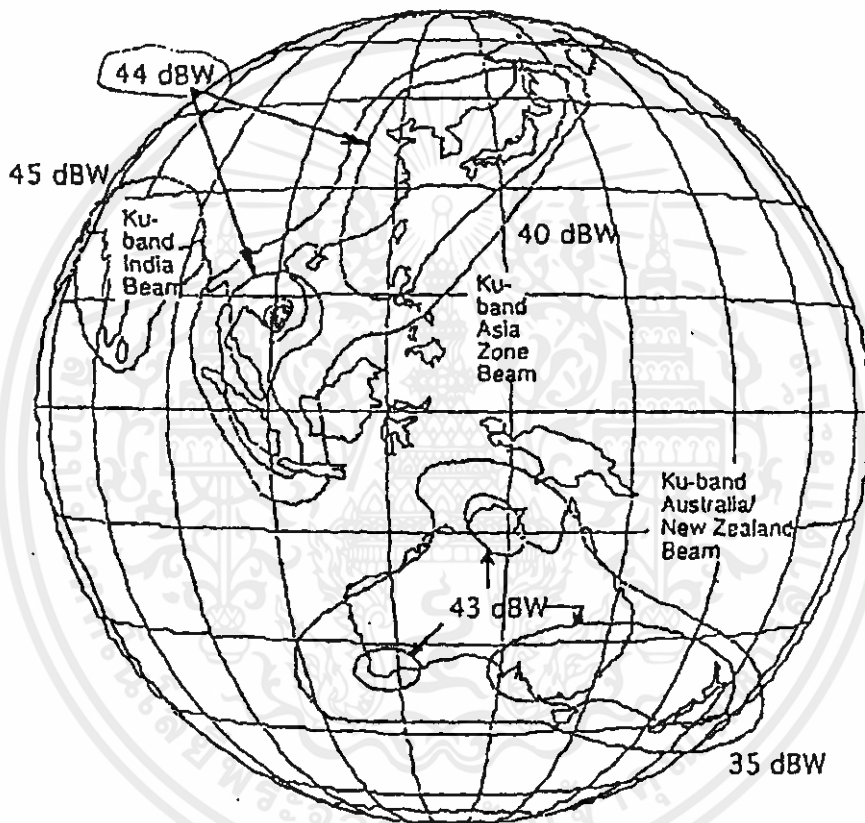 44 dBW
45 dBW
Ku-
band
India
Beam
40 dBW
Ku-
band
Asia
Zone
Beam
Ku-band
Australia/
New Zealand
Beam
43 dBW
35 dBW